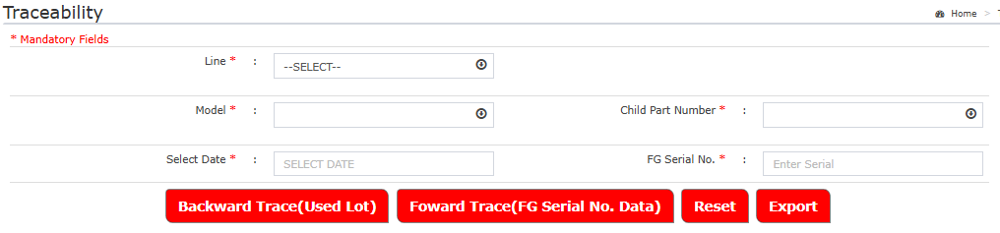 Traceability
Home >
* Mandatory Fields
Line * : --SELECT--
Model * : Child Part Number * :
Select Date * : SELECT DATE FG Serial No. * : Enter Serial
Backward Trace(Used Lot) Foward Trace(FG Serial No. Data) Reset Export